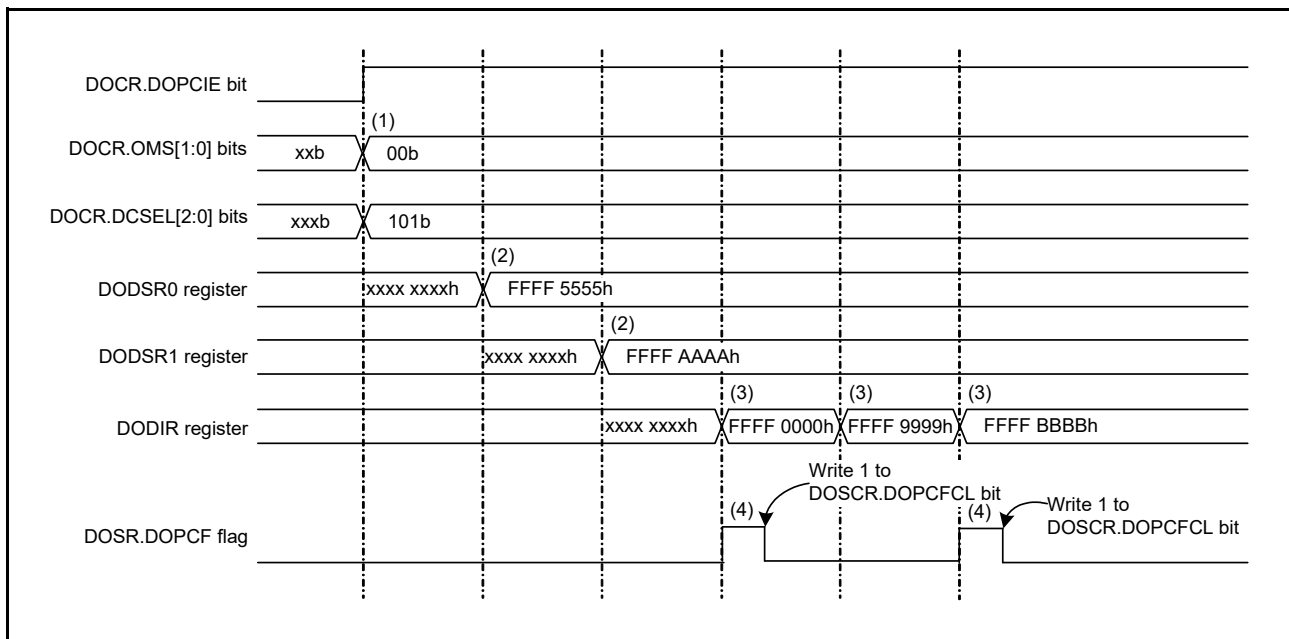 DOCR.DOPCIE bit
(1)
DOCR.OMS[1:0] bits
xxb
00b
DOCR.DCSEL[2:0] bits
xxxb
101b
(2)
DODSR0 register
xxxx xxxxh
FFFF 5555h
(2)
DODSR1 register
xxxx xxxxh
FFFF AAAAh
(3)
(3)
(3)
DODIR register
xxxx xxxxh
FFFF 0000h
FFFF 9999h
FFFF BBBBh
Write 1 to
DOSCR.DOPCFCL bit
(4)
(4)
Write 1 to
DOSCR.DOPCFCL bit
DOSR.DOPCF flag